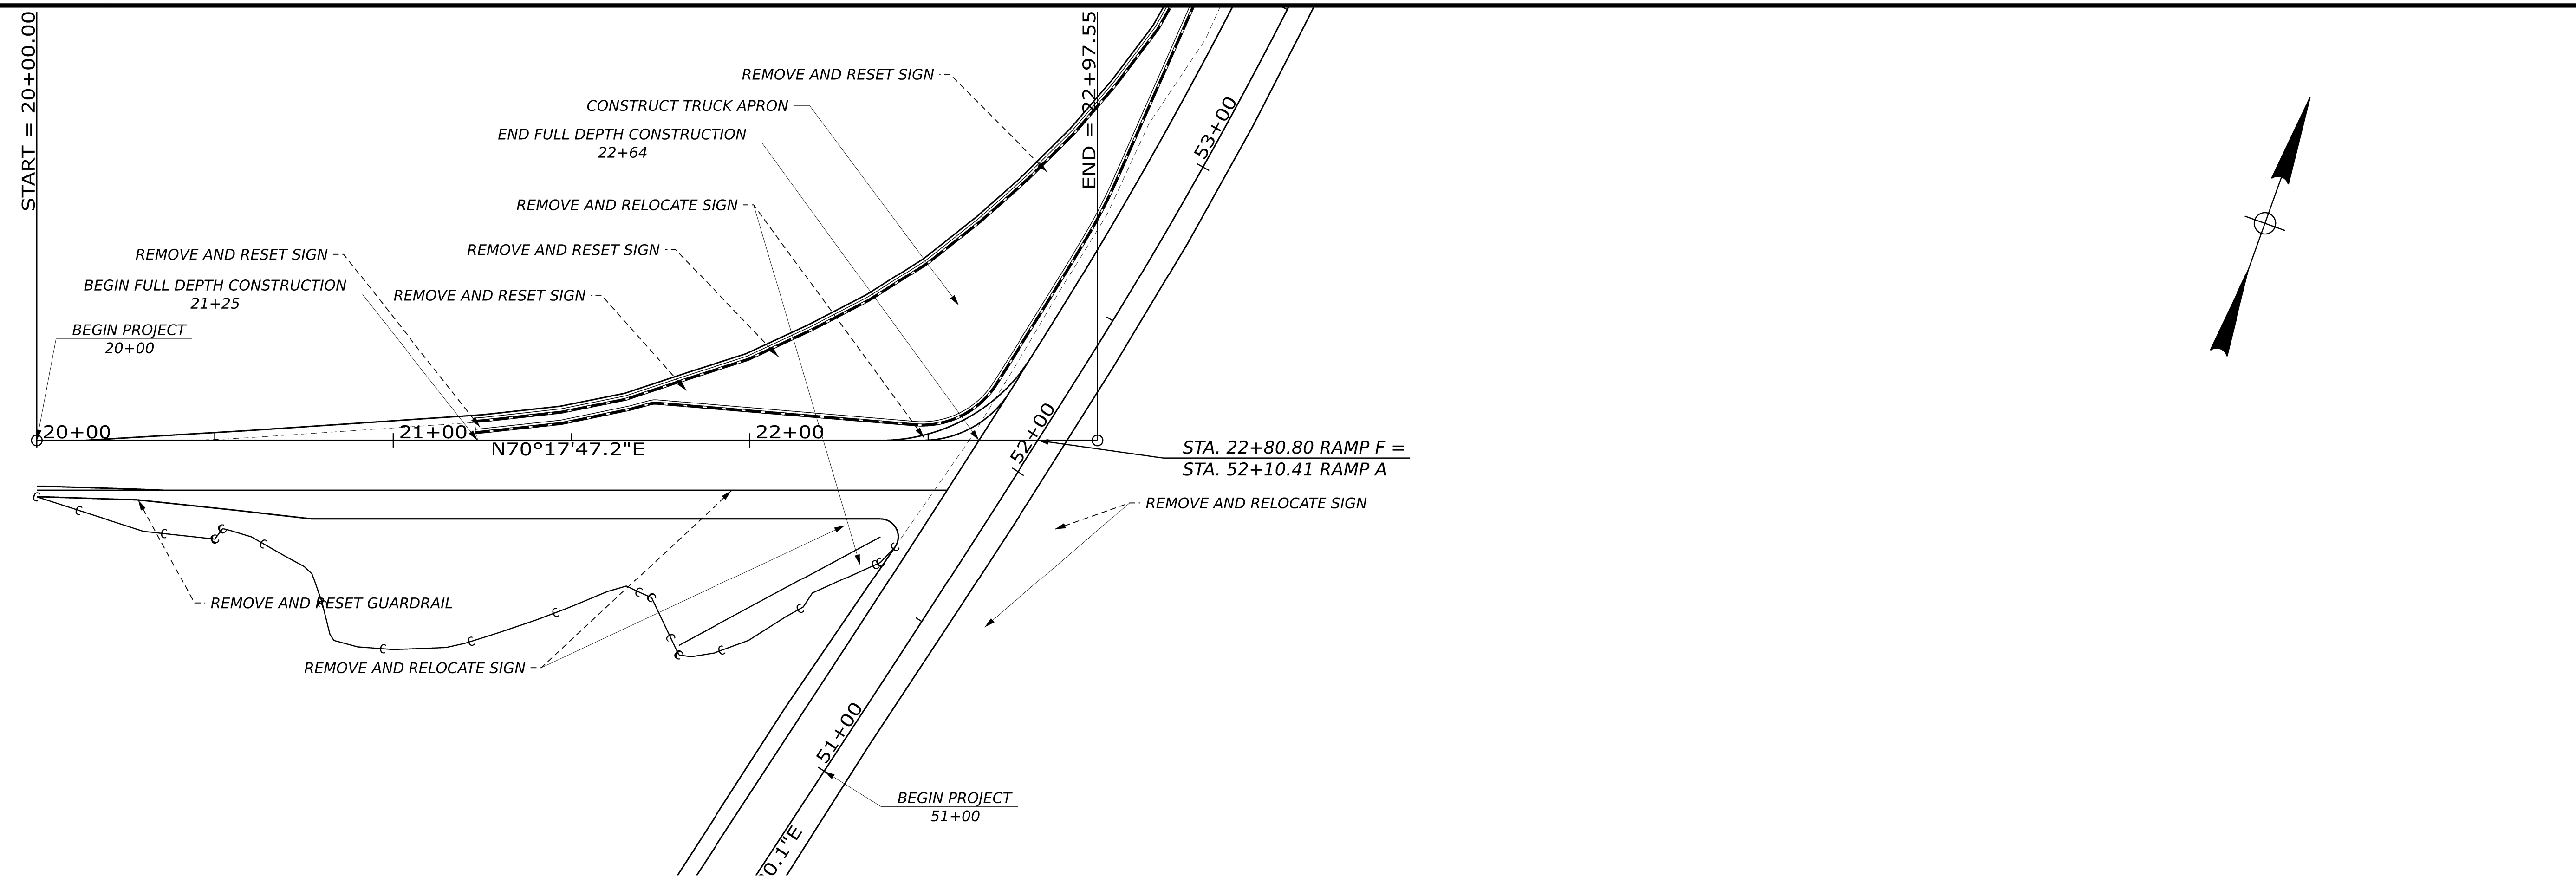 START = 20+00.00
END = 22+97.55
REMOVE AND RESET SIGN
CONSTRUCT TRUCK APRON
END FULL DEPTH CONSTRUCTION
22+64
53+00
REMOVE AND RELOCATE SIGN
REMOVE AND RESET SIGN
REMOVE AND RESET SIGN
BEGIN FULL DEPTH CONSTRUCTION
21+25
REMOVE AND RESET SIGN
BEGIN PROJECT
20+00
20+00
21+00
22+00
52+00
N70°17'47.2"E
STA. 22+80.80 RAMP F =
STA. 52+10.41 RAMP A
REMOVE AND RELOCATE SIGN
REMOVE AND RESET GUARDRAIL
REMOVE AND RELOCATE SIGN
51+00
BEGIN PROJECT
51+00
0.1"E